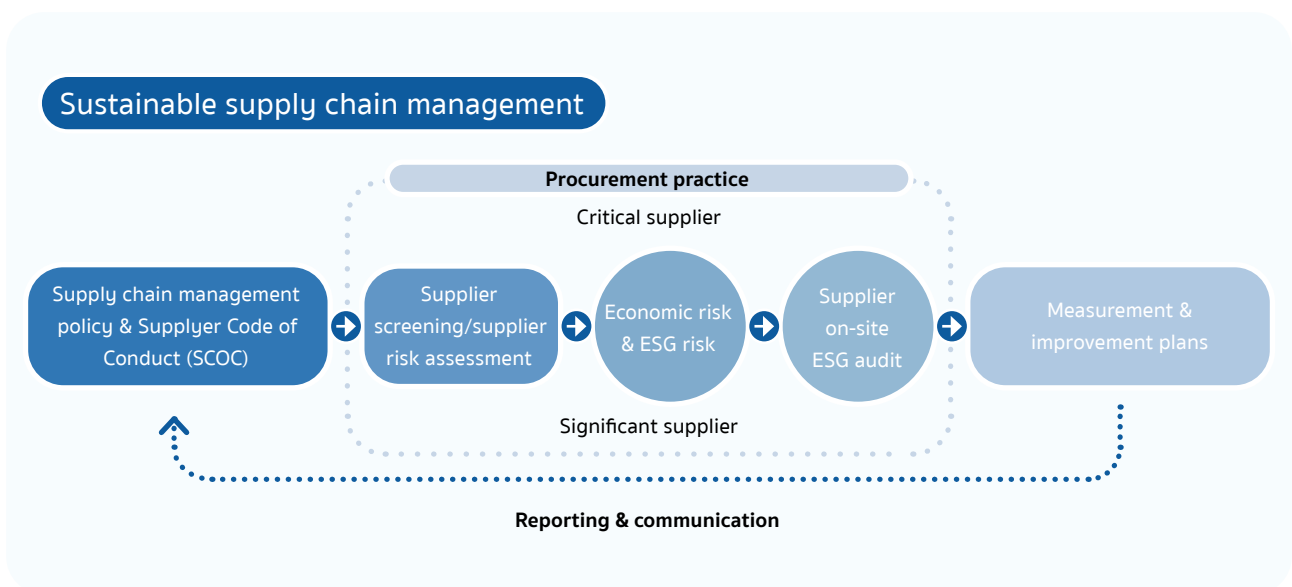 Sustainable supply chain management
Procurement practice
Critical supplier
Supply chain management
policy & Supplyer Code of
Conduct (SCOC)
Supplier
screening/supplier
risk assessment
Economic risk
& ESG risk
Supplier
on-site
ESG audit
Measurement &
improvement plans
Significant supplier
Reporting & communication